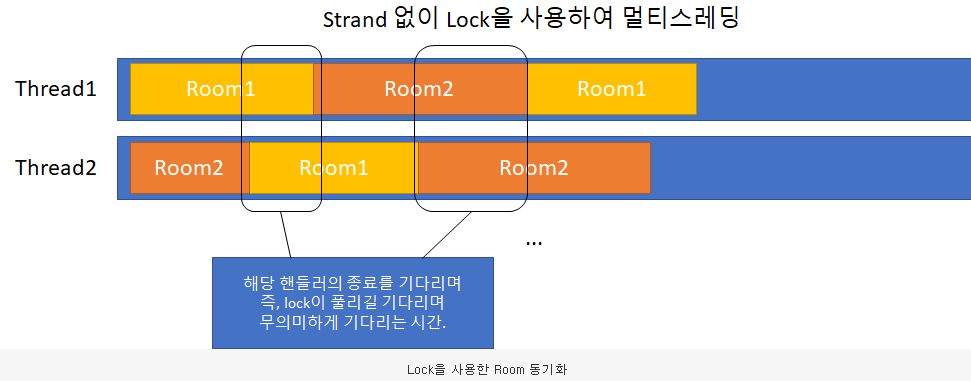 Strand 없이 Lock을 사용하여 멀티스레딩
Thread1
Room1
Room2
Room1
Thread2
Room2
Room1
Room2
...
해당 핸들러의 종료를 기다리며
즉, lock이 풀리길 기다리며
무의미하게 기다리는 시간.
Lock을 사용한 Room 동기화